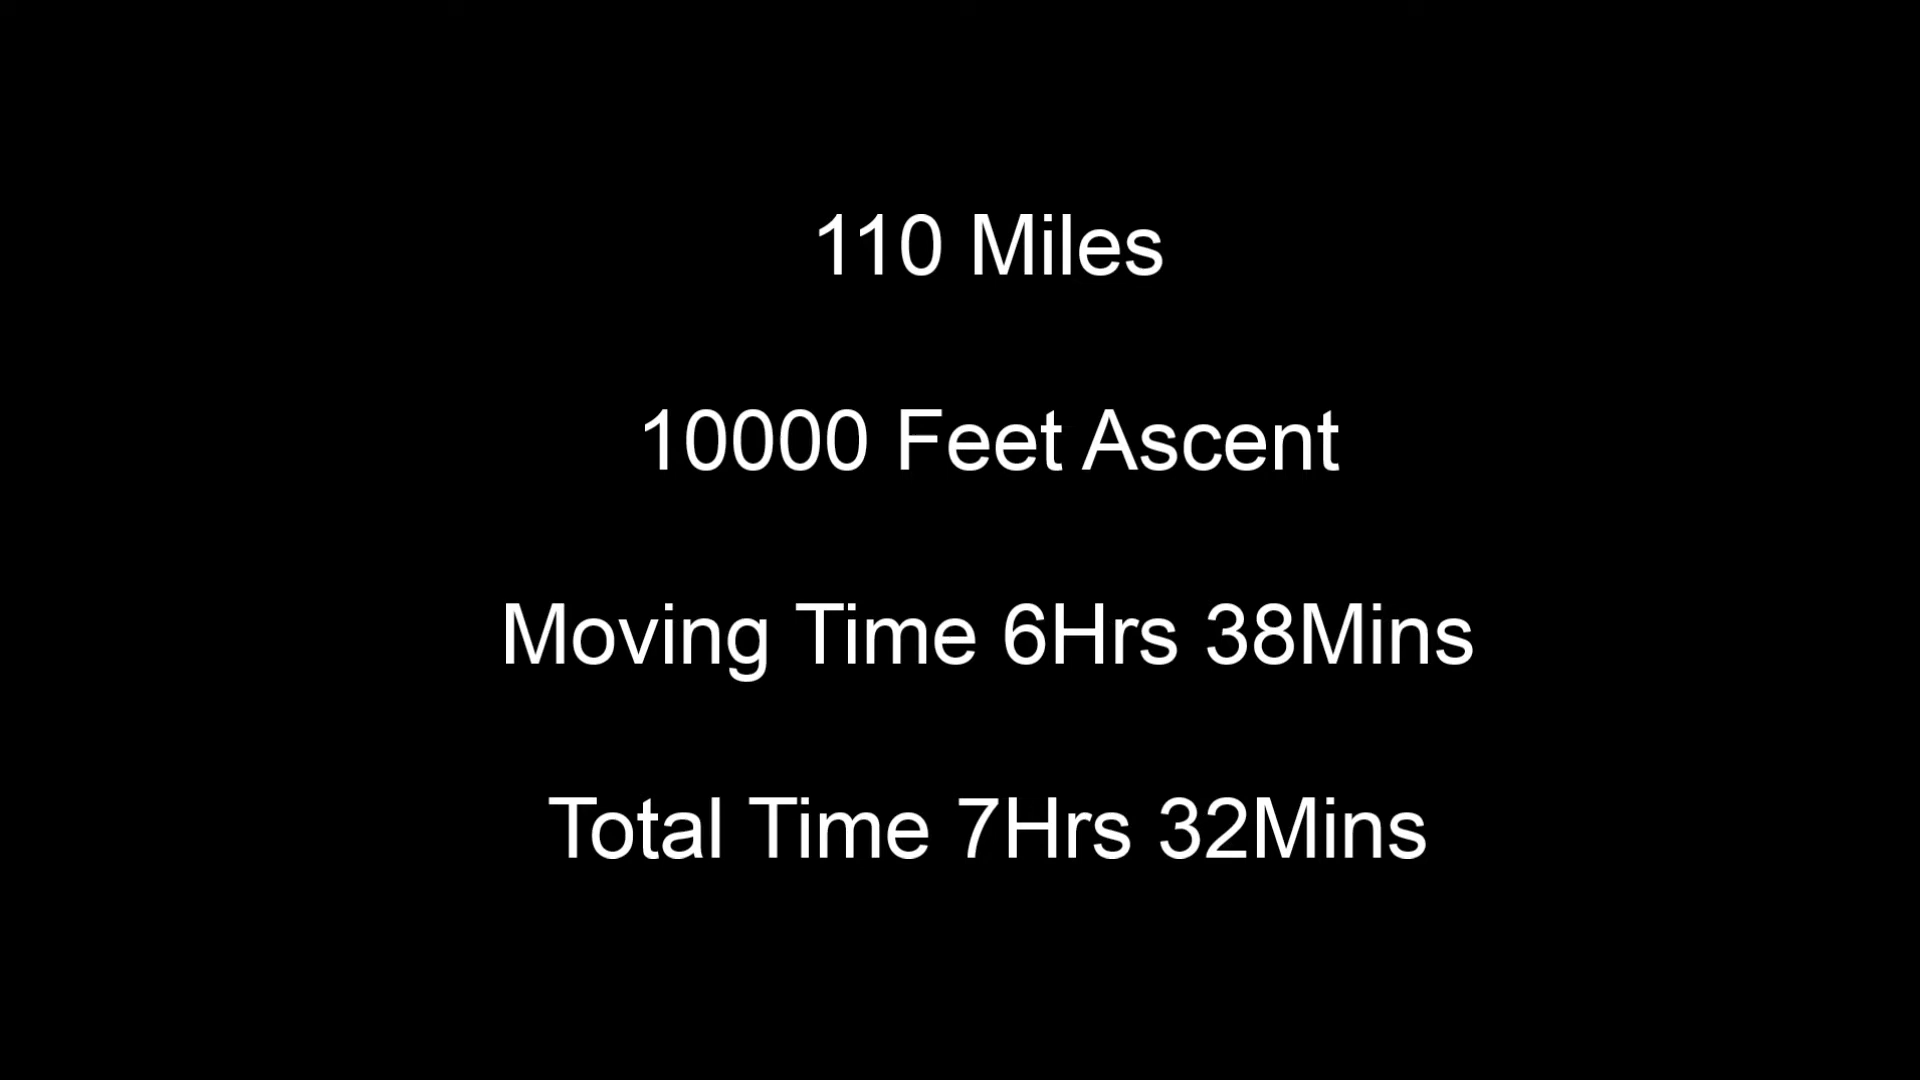 110 Miles
10000 Feet Ascent
Moving Time 6Hrs 38Mins
Total Time 7Hrs 32Mins